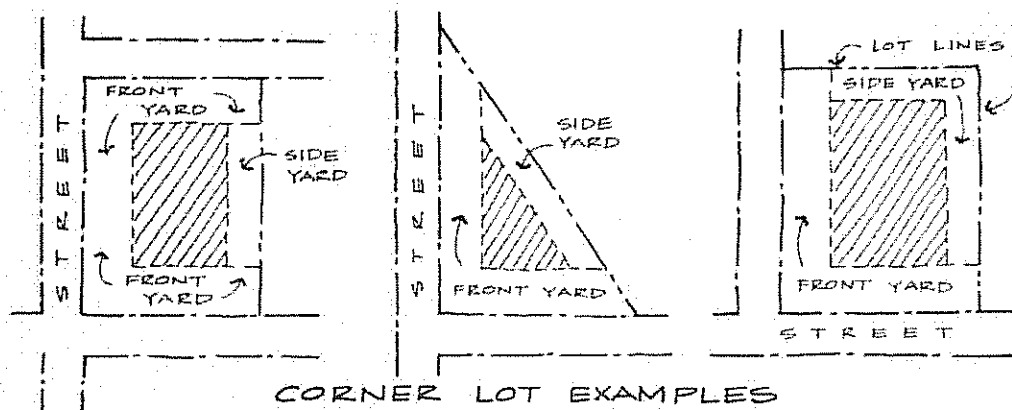 STREET
FRONT
YARD
SIDE
YARD
FRONT
YARD
STREET
SIDE
YARD
FRONT YARD
LOT LINES
SIDE YARD
FRONT YARD
STREET
CORNER LOT EXAMPLES